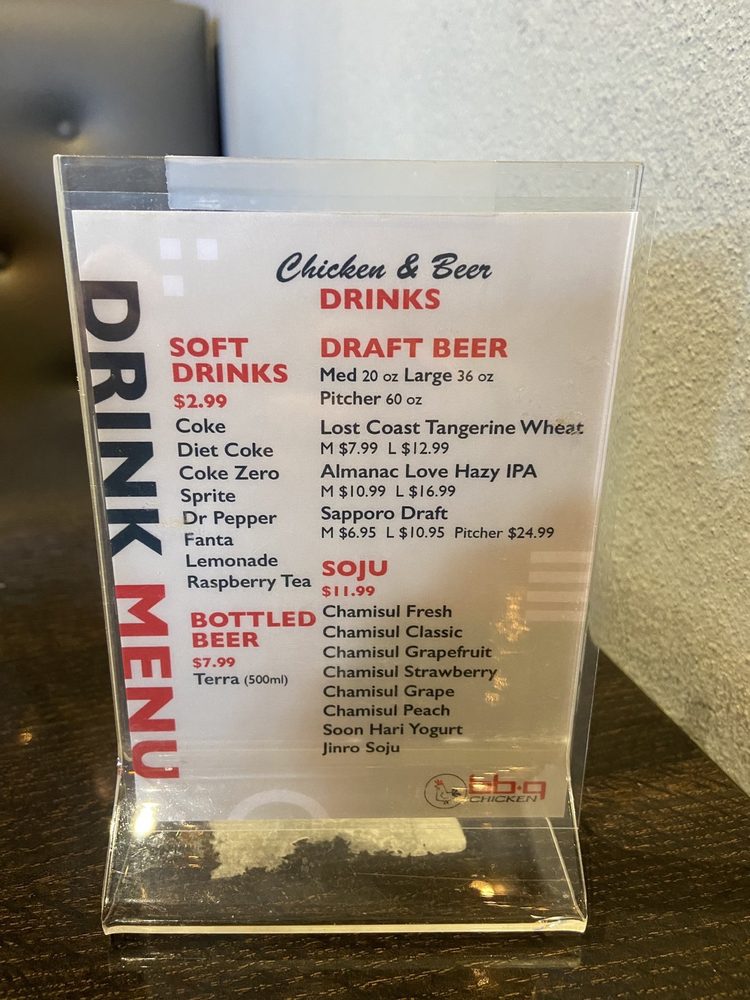 Chicken & Beer
DRINKS
DRINK MENU
SOFT
DRINKS
$2.99
Coke
Diet Coke
Coke Zero
Sprite
Dr Pepper
Fanta
Lemonade
Raspberry Tea
BOTTLED
BEER
$7.99
Terra (500ml)
DRAFT BEER
Med 20 oz Large 36 oz
Pitcher 60 oz
Lost Coast Tangerine Wheat
M $7.99 L $12.99
Almanac Love Hazy IPA
M $10.99 L $16.99
Sapporo Draft
M $6.95 L $10.95 Pitcher $24.99
SOJU
$11.99
Chamisul Fresh
Chamisul Classic
Chamisul Grapefruit
Chamisul Strawberry
Chamisul Grape
Chamisul Peach
Soon Hari Yogurt
Jinro Soju
bb.q
CHICKEN